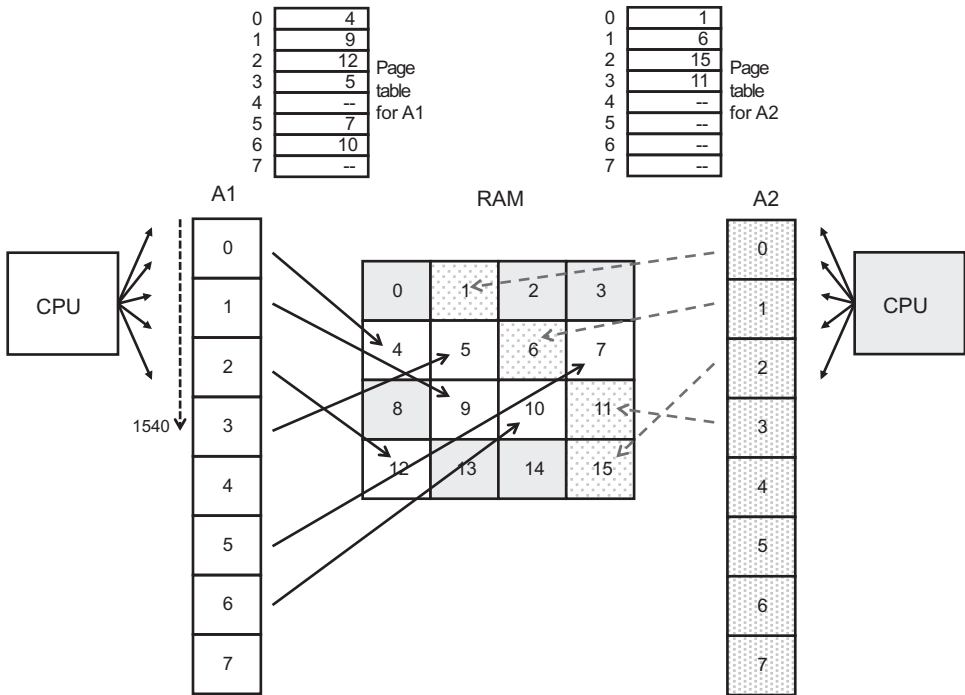 0 4
1 9
2 12
3 5
4 --
5 7
6 10
7 --
Page
table
for A1
0 1
1 6
2 15
3 11
4 --
5 --
6 --
7 --
Page
table
for A2
A1
RAM
A2
CPU
1540
0
1
2
3
4
5
6
7
0 1 2 3
4 5 6 7
8 9 10 11
12 13 14 15
0
1
2
3
4
5
6
7
CPU